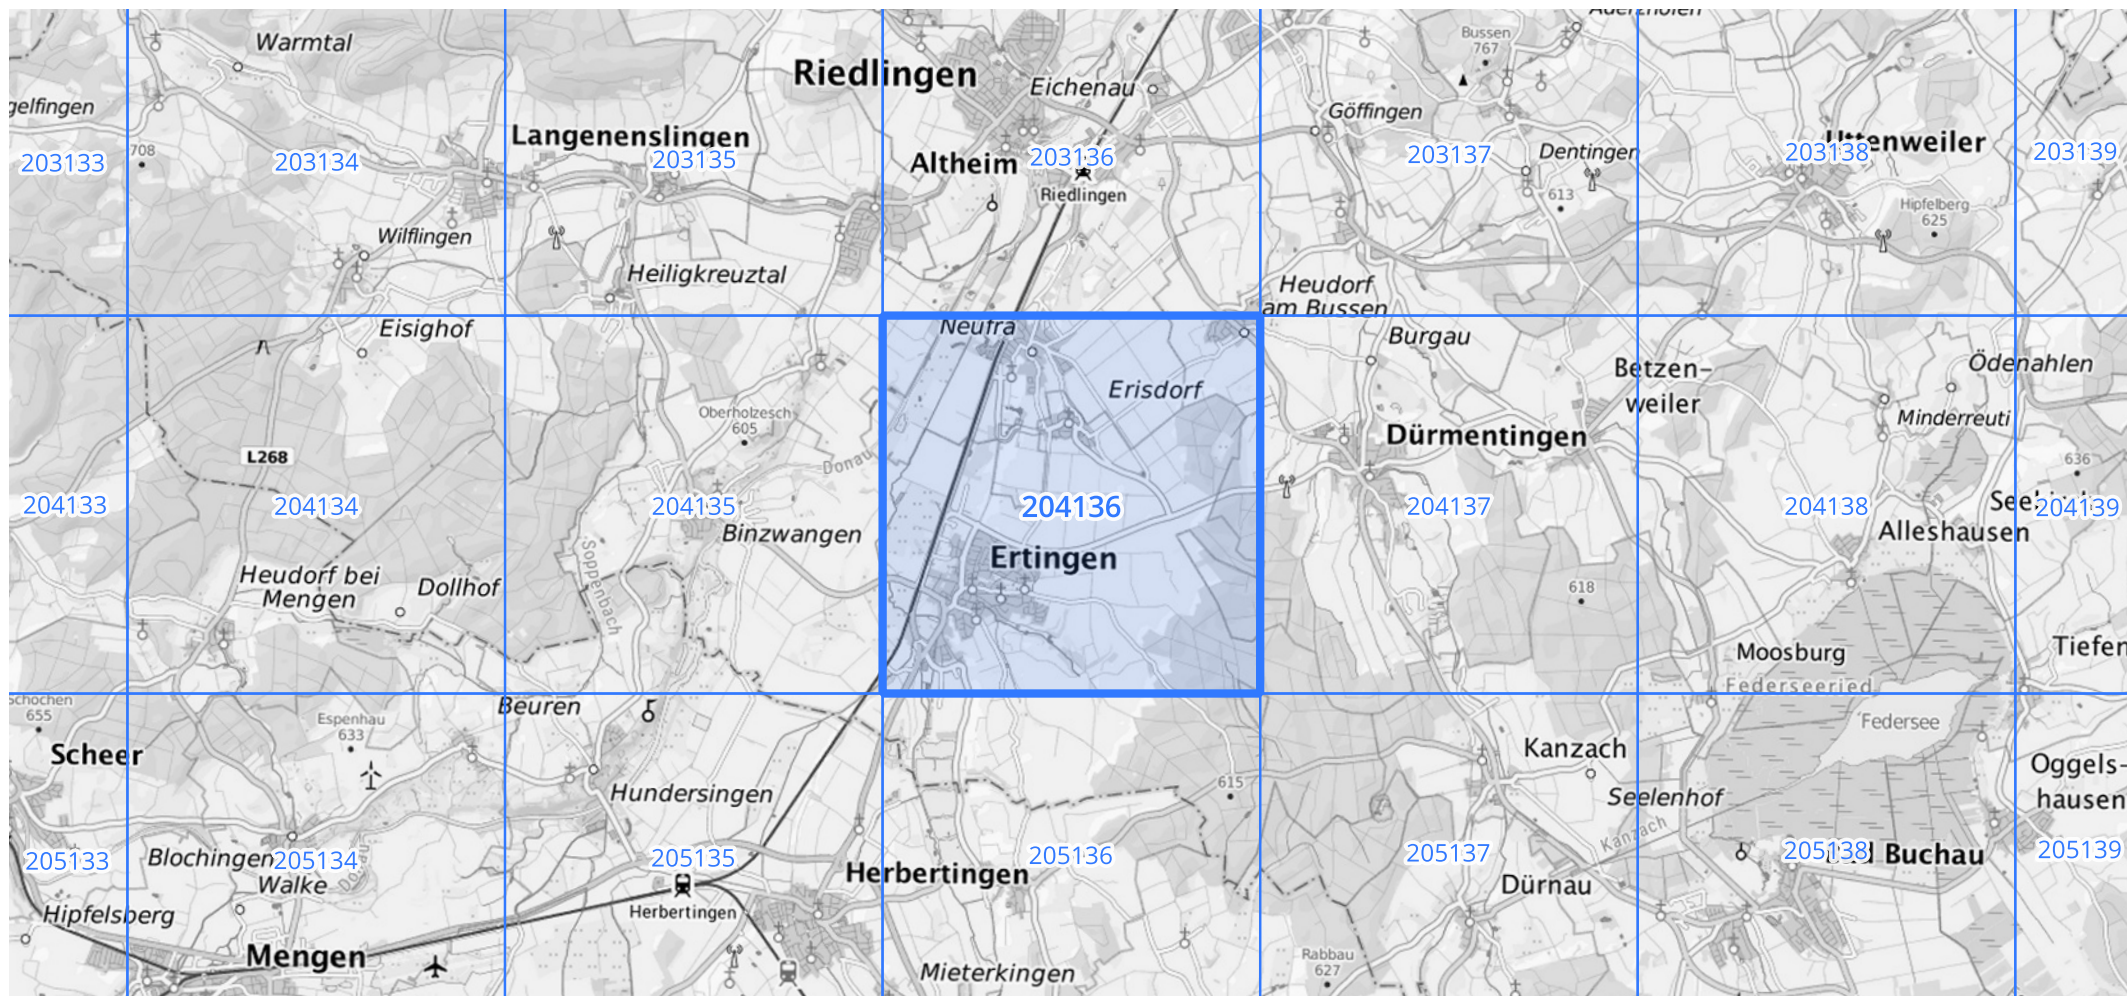 Warmtal
Riedlingen
Eichenau
Bussen
767
gelfingen
Göffingen
Langenenslingen
Uttenweiler
708
203133
203134
203135
Altheim
203136
203137
Dentingen
203138
203139
Riedlingen
613
Hipfelberg
625
Wilflingen
Heiligkreuztal
Heudorf
am Bussen
Neufra
Eisighof
Burgau
Betzen-
weiler
Ödenahlen
Erisdorf
Oberholzesch
605
Minderreuti
Dürmentingen
L268
Donau
636
204133
204134
204135
204136
204137
204138
204139
Alleshausen
Binzwangen
Ertingen
Soppenbach
Heudorf bei
Mengen
Dollhof
618
Moosburg
Tiefen
Federseeried
Beuren
Schochen
655
Espenhau
633
Federsee
Scheer
Kanzach
Oggels-
hausen
Hundersingen
615
Seelenhof
Kanzach
205133
Blochingen
205134
205135
205136
205137
205138
Buchau
205139
Walke
Herbertingen
Dürnau
Hipfelsberg
Herbertingen
Mengen
Mieterkingen
Rabbau
627